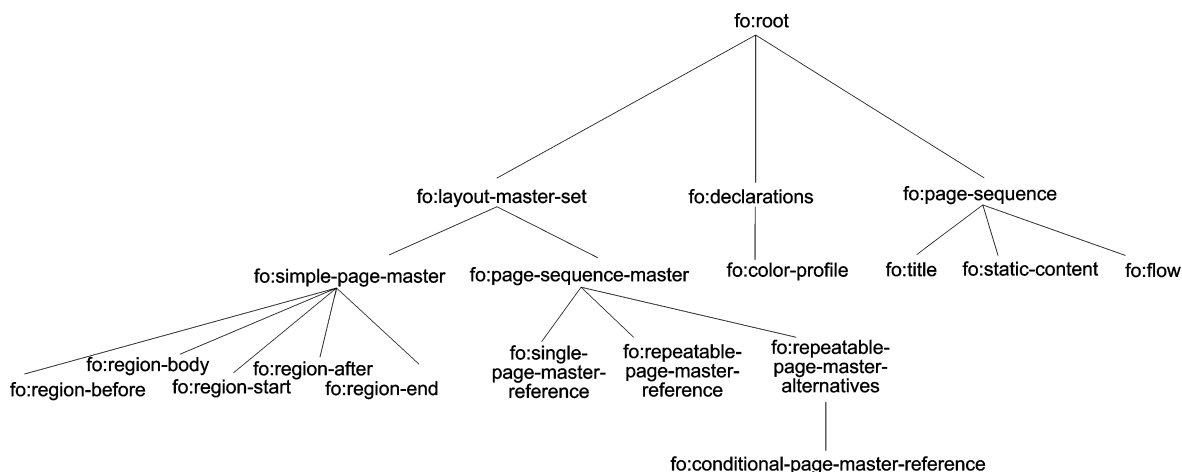 fo:root
fo:layout-master-set
fo:declarations
fo:page-sequence
fo:simple-page-master
fo:page-sequence-master
fo:color-profile
fo:title
fo:static-content
fo:flow
fo:region-before
fo:region-body
fo:region-start
fo:region-after
fo:region-end
fo:single-
page-master-
reference
fo:repeatable-
page-master-
reference
fo:repeatable-
page-master-
alternatives
fo:conditional-page-master-reference